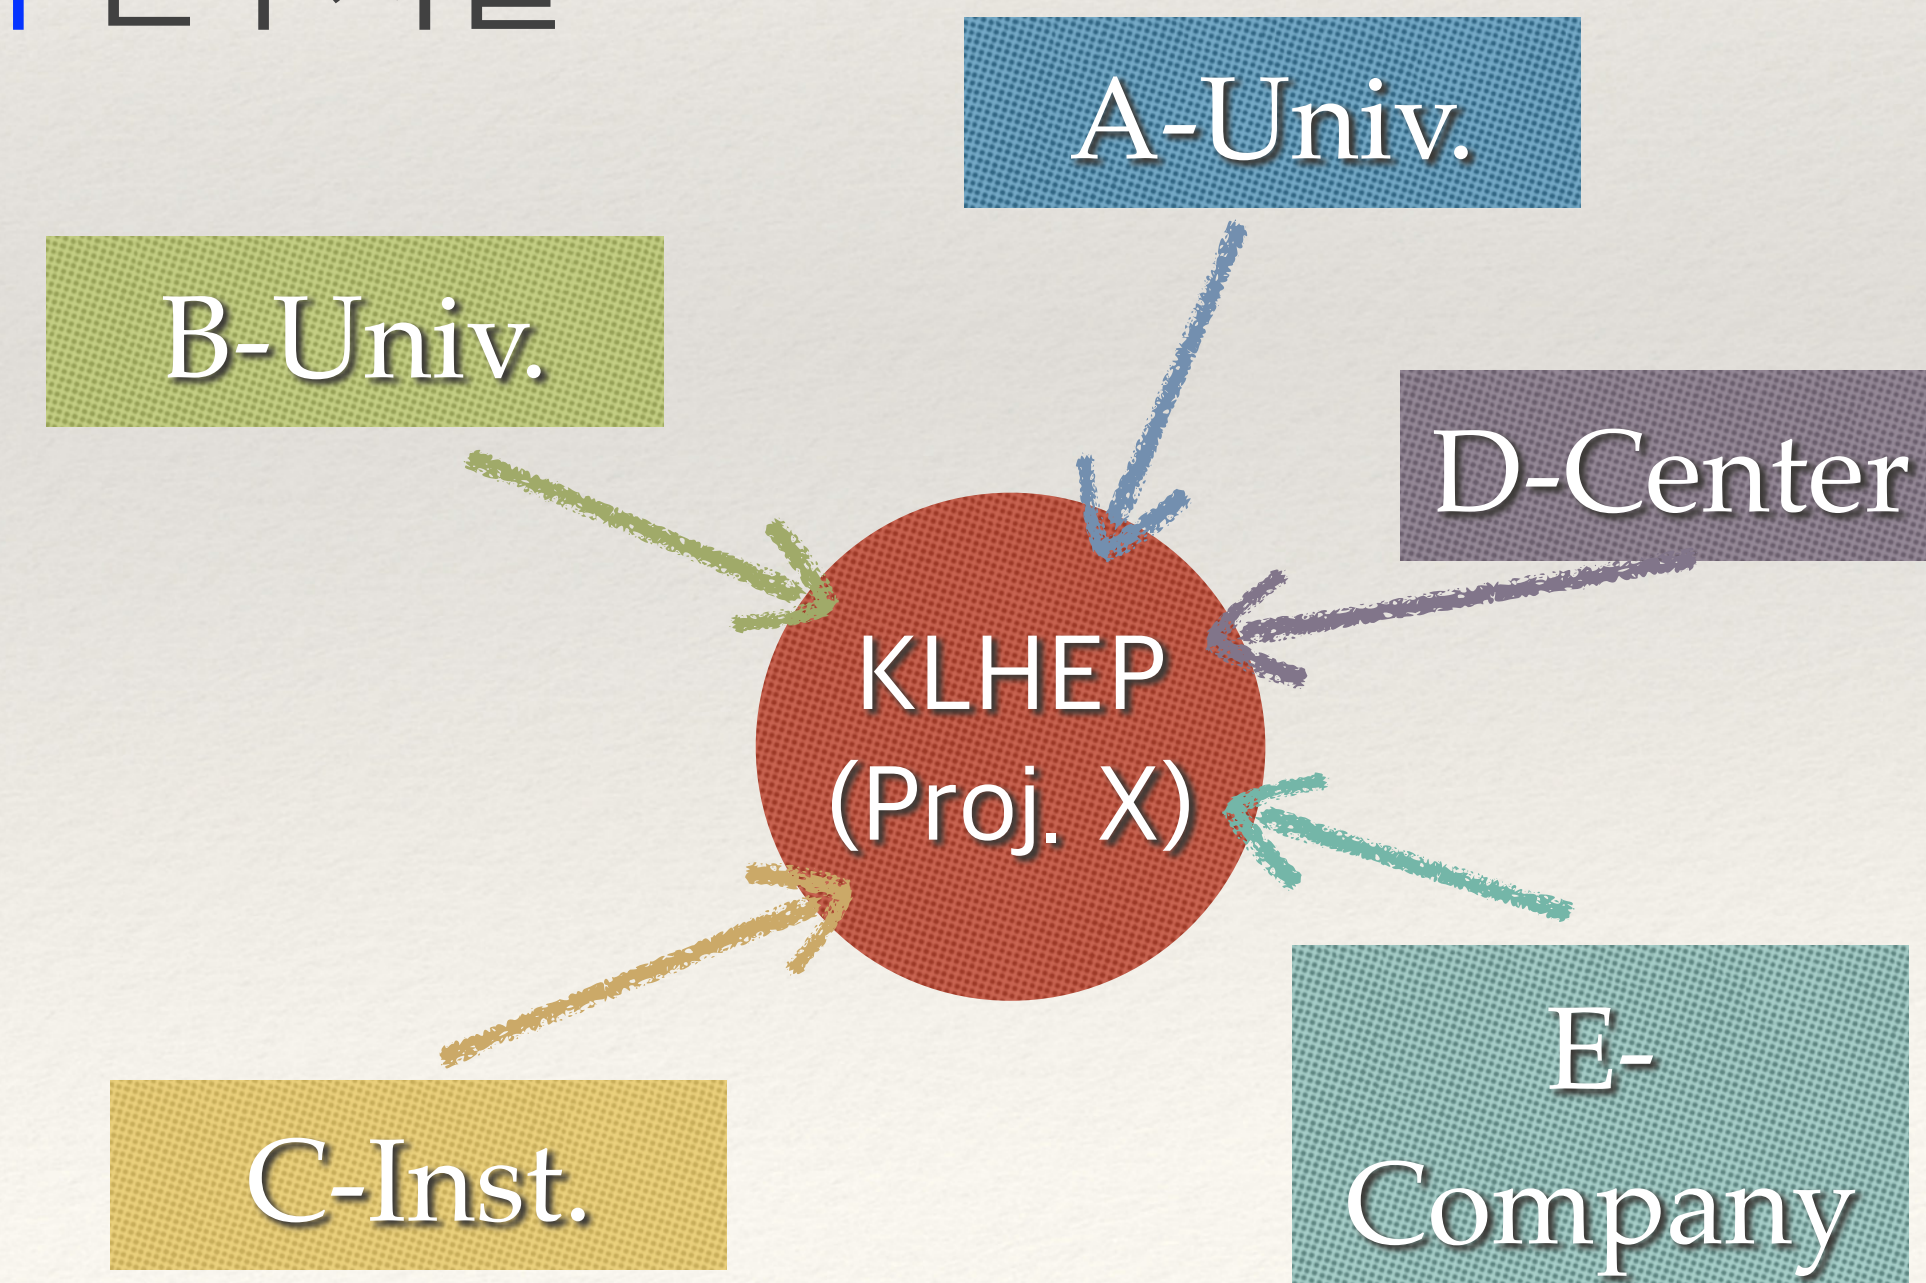 A-Univ.
B-Univ.
D-Center
KLHEP
(Proj. X)
E-
Company
C-Inst.